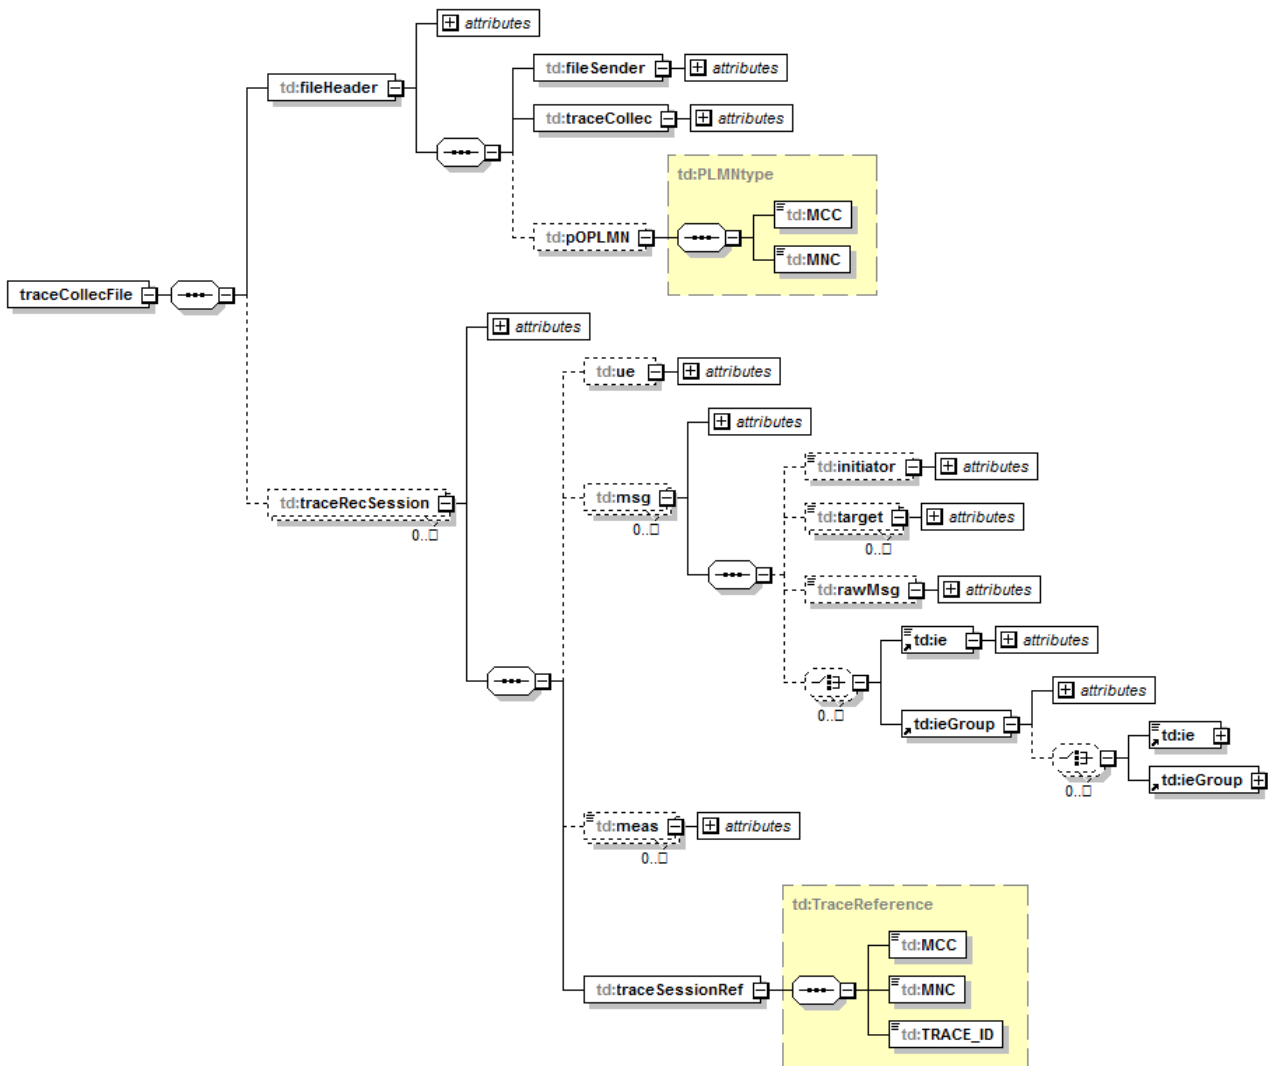 attributes
td:fileSender
attributes
td:fileHeader
td:traceCollec
attributes
td:PLMNtype
td:MCC
td:pOPLMN
td:MNC
traceCollecFile
attributes
td:ue
attributes
attributes
td:initiator
attributes
td:msg
0..□
td:traceRecSession
0..□
td:target
attributes
0..□
td:rawMsg
attributes
td:ie
attributes
0..□
attributes
td:ieGroup
td:ie
0..□
td:ieGroup
td:meas
attributes
0..□
td:TraceReference
td:MCC
td:traceSessionRef
td:MNC
td:TRACE_ID